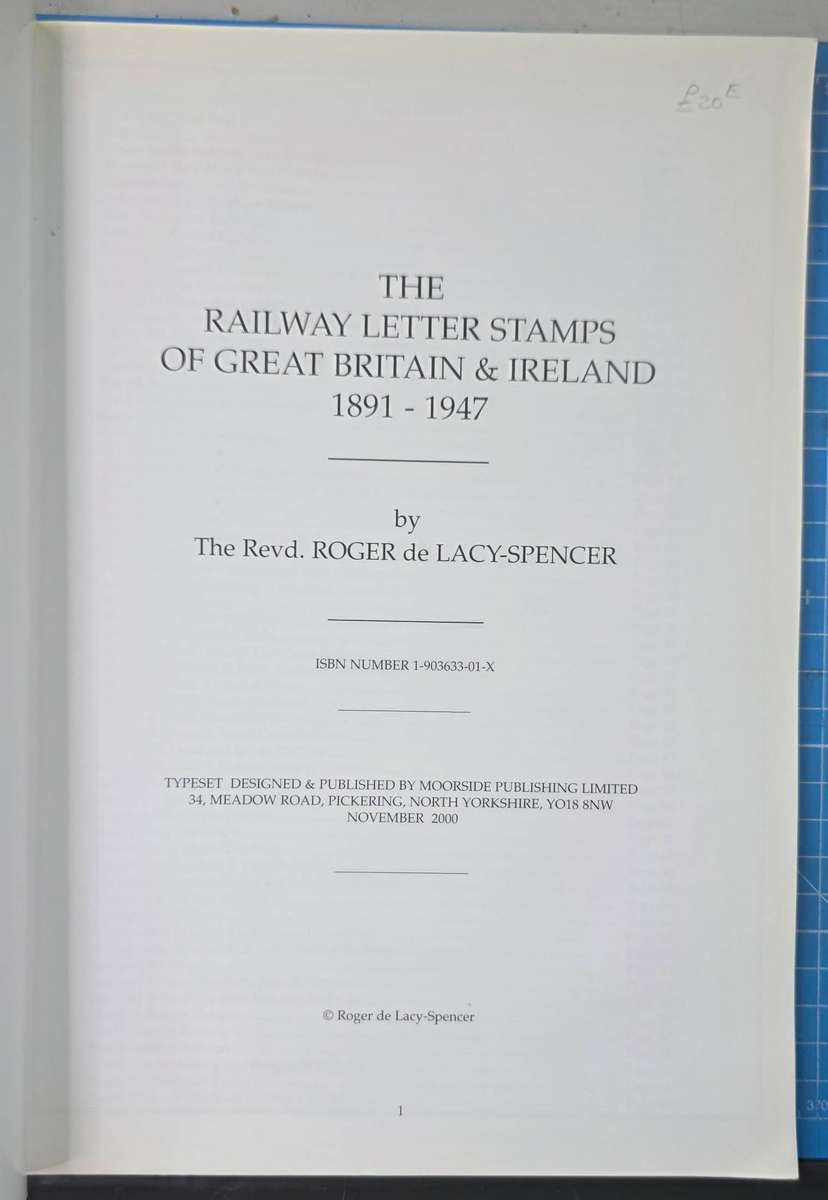 £20 E
THE
RAILWAY LETTER STAMPS
OF GREAT BRITAIN & IRELAND
1891 - 1947
by
The Revd. ROGER de LACY-SPENCER
ISBN NUMBER 1-903633-01-X
TYPESET DESIGNED & PUBLISHED BY MOORSIDE PUBLISHING LIMITED
34, MEADOW ROAD, PICKERING, NORTH YORKSHIRE, YO18 8NW
NOVEMBER 2000
© Roger de Lacy-Spencer
1
370